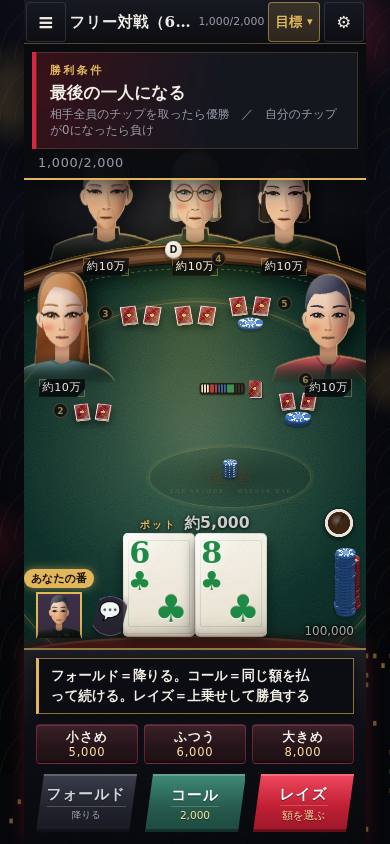 ≡ フリー対戦（6… 1,000/2,000 目標 ▾ ⚙
勝利条件
最後の一人になる
相手全員のチップを取ったら優勝　／　自分のチップ
が0になったら負け
1,000/2,000
D
4
約10万 約10万 約10万
3
5
6
約10万 約10万
2
ポット 約5,000
6 8
あなたの番
100,000
フォールド＝降りる。コール＝同じ額を払
って続ける。レイズ＝上乗せして勝負する
小さめ ふつう 大きめ
5,000 6,000 8,000
フォールド コール レイズ
降りる 2,000 額を選ぶ